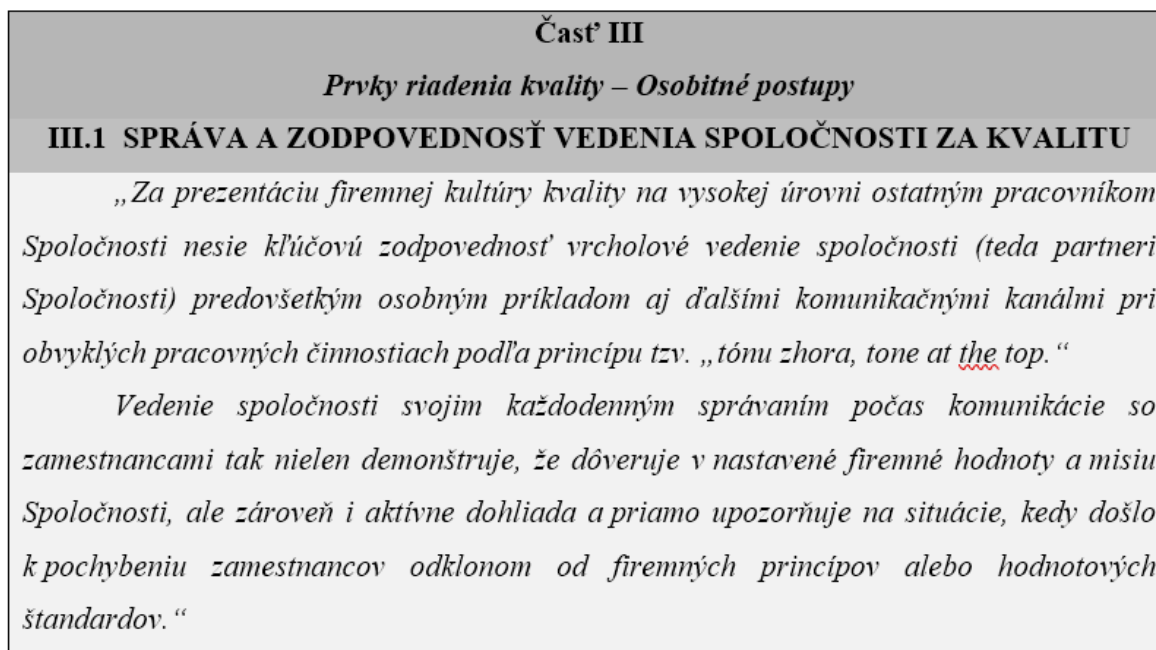 Časť III
Prvky riadenia kvality – Osobitné postupy
III.1 SPRÁVA A ZODPOVEDNOSŤ VEDENIA SPOLOČNOSTI ZA KVALITU
„Za prezentáciu firemnej kultúry kvality na vysokej úrovni ostatným pracovníkom
Spoločnosti nesie kľúčovú zodpovednosť vrcholové vedenie spoločnosti (teda partneri
Spoločnosti) predovšetkým osobným príkladom aj ďalšími komunikačnými kanálmi pri
obvyklých pracovných činnostiach podľa princípu tzv. „tónu zhora, tone at the top.“
Vedenie spoločnosti svojim každodenným správaním počas komunikácie so
zamestnancami tak nielen demonštruje, že dôveruje v nastavené firemné hodnoty a misiu
Spoločnosti, ale zároveň i aktívne dohliada a priamo upozorňuje na situácie, kedy došlo
k pochybeniu zamestnancov odklonom od firemných princípov alebo hodnotových
štandardov.“